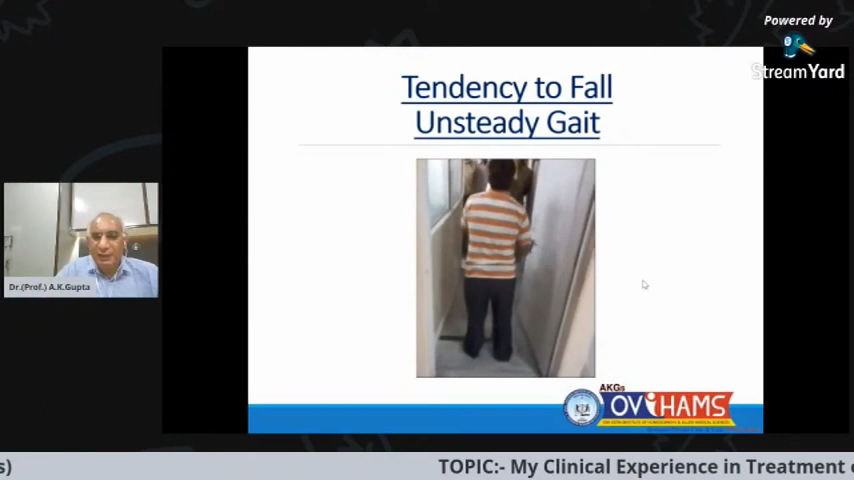 Powered by
StreamYard
Tendency to Fall
Unsteady Gait
Dr.(Prof.) A.K.Gupta
AKGs
OViHAMS
s)
TOPIC:- My Clinical Experience in Treatment